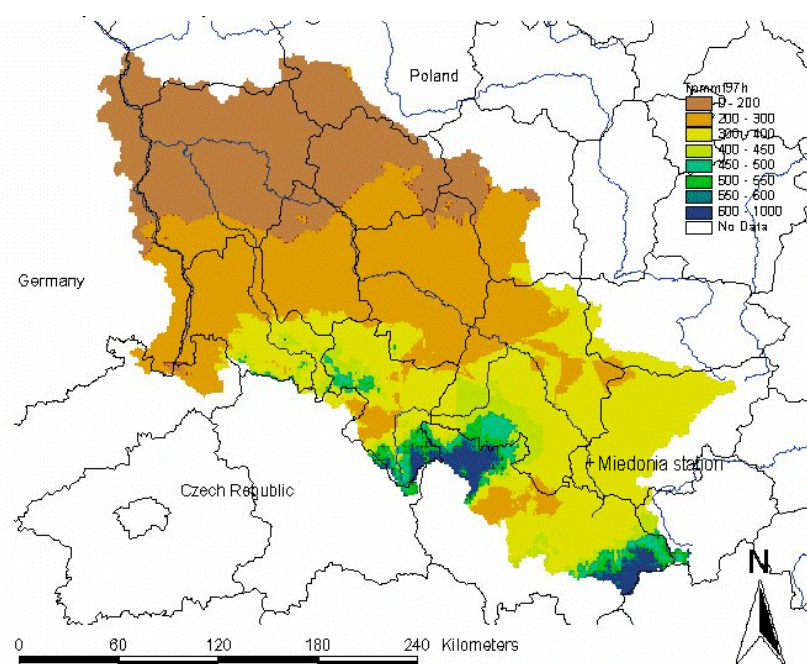 Poland
0 - 200
200 - 300
300 - 400
400 - 450
450 - 500
500 - 550
550 - 600
600 - 1000
No Data
Germany
+ Miedonia station
Czech Republic
N
0 60 120 180 240 Kilometers